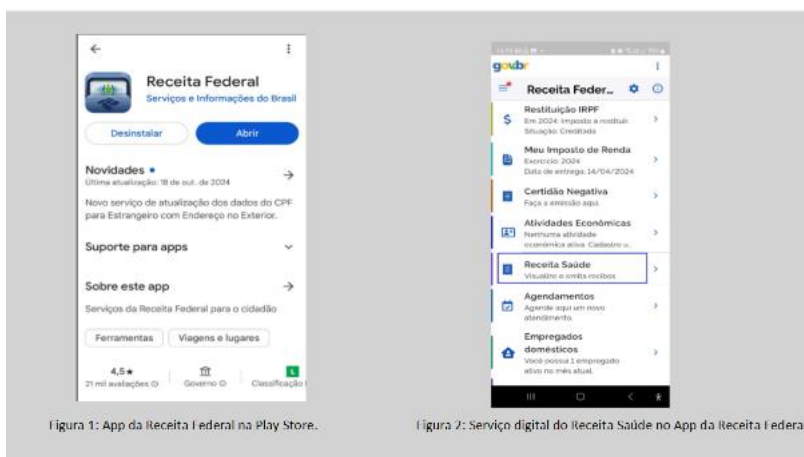 Receita Federal
Serviços e Informações do Brasil
Desinstalar
Abrir
Novidades
Última atualização: 18 de out. de 2024
Novo serviço de atualização dos dados do CPF
para Estrangeiro com Endereço no Exterior.
Suporte para apps
Sobre este app
Serviços da Receita Federal para o cidadão
Ferramentas
Viagens e lugares
4,5★
21 mil avaliações
Governo
L
Classificação
Figura 1: App da Receita Federal na Play Store.
gov.br
Receita Feder...
Restituição IRPF
Em 2024: Imposto a restituir
Situação: Creditada
Meu Imposto de Renda
Exercício: 2024
Data de entrega: 14/04/2024
Certidão Negativa
Faça a emissão aqui.
Atividades Econômicas
Nenhuma atividade
econômica ativa. Cadastre u...
Receita Saúde
Visualize e emita recibos
Agendamentos
Agende aqui um novo
atendimento.
Empregados
domésticos
Você possui 1 empregado
ativo no mês atual.
Figura 2: Serviço digital do Receita Saúde no App da Receita Federa